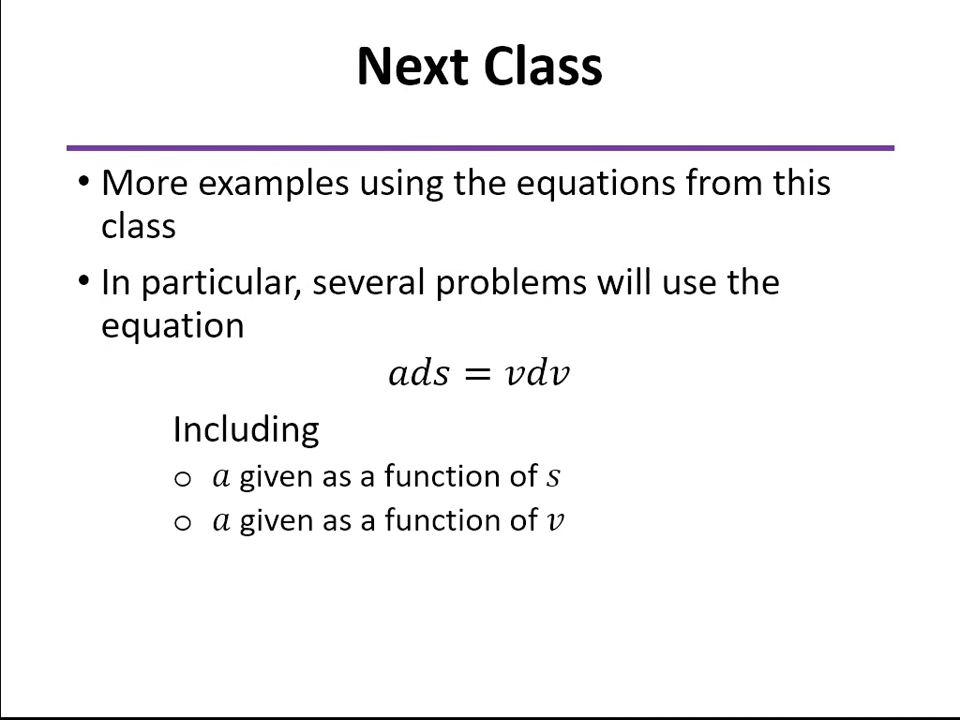 Next Class
• More examples using the equations from this
class
• In particular, several problems will use the
equation
𝑎𝑑𝑠 = 𝑣𝑑𝑣
Including
o 𝑎 given as a function of 𝑠
o 𝑎 given as a function of 𝑣